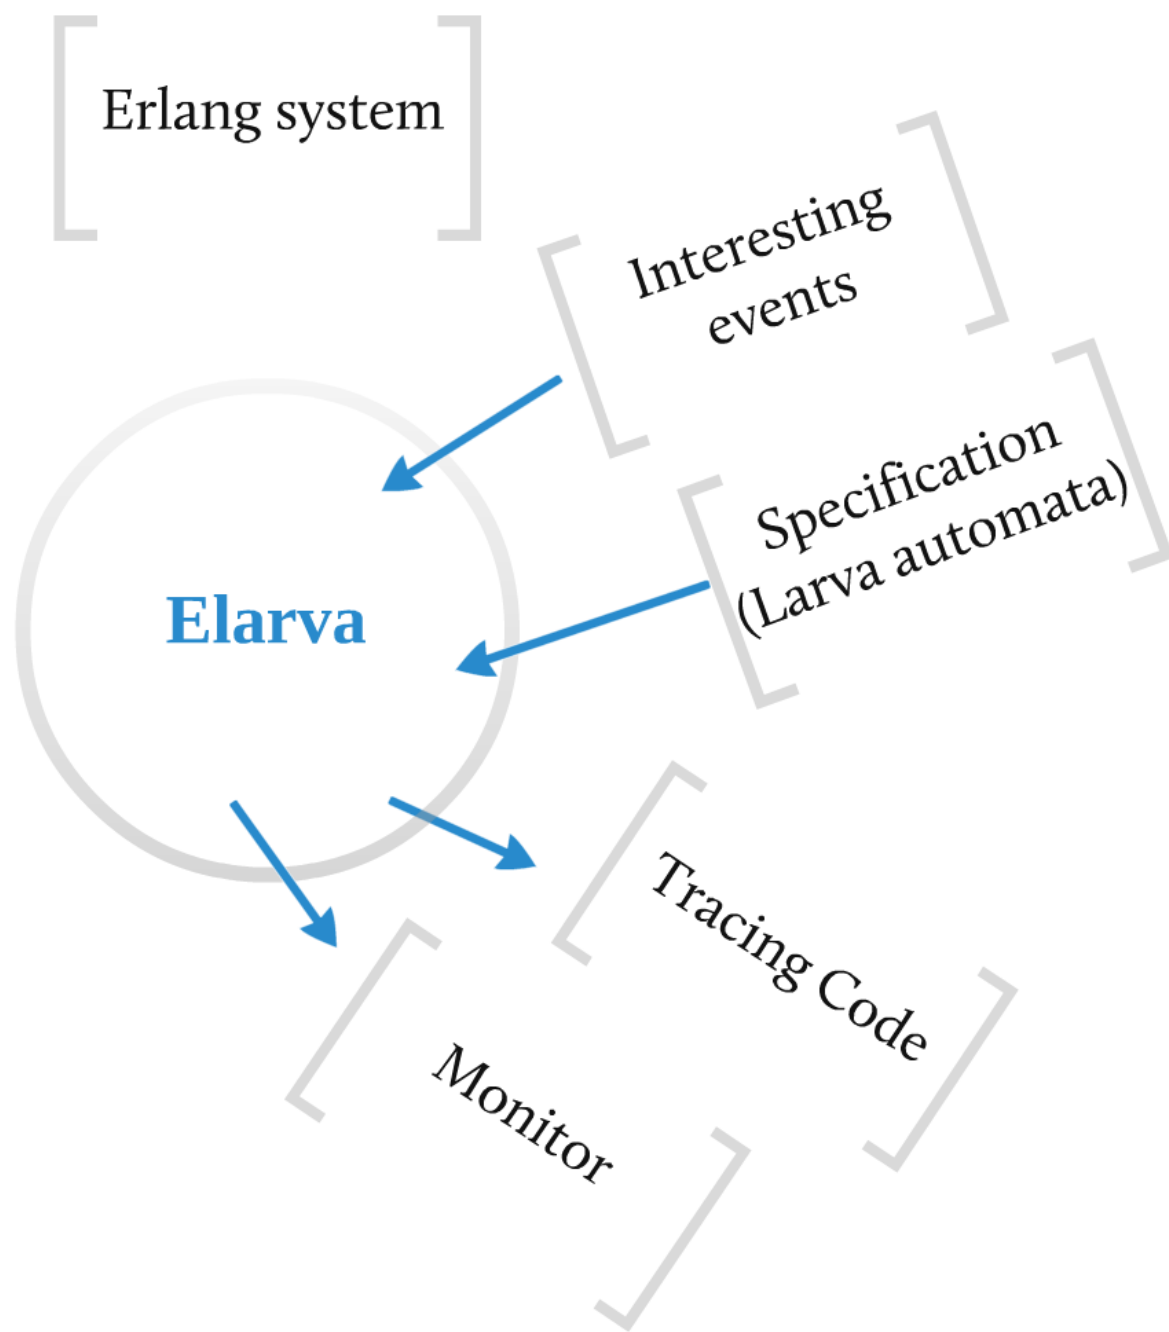 Erlang system
Interesting
events
Specification
(Larva automata)
Elarva
Tracing Code
Monitor